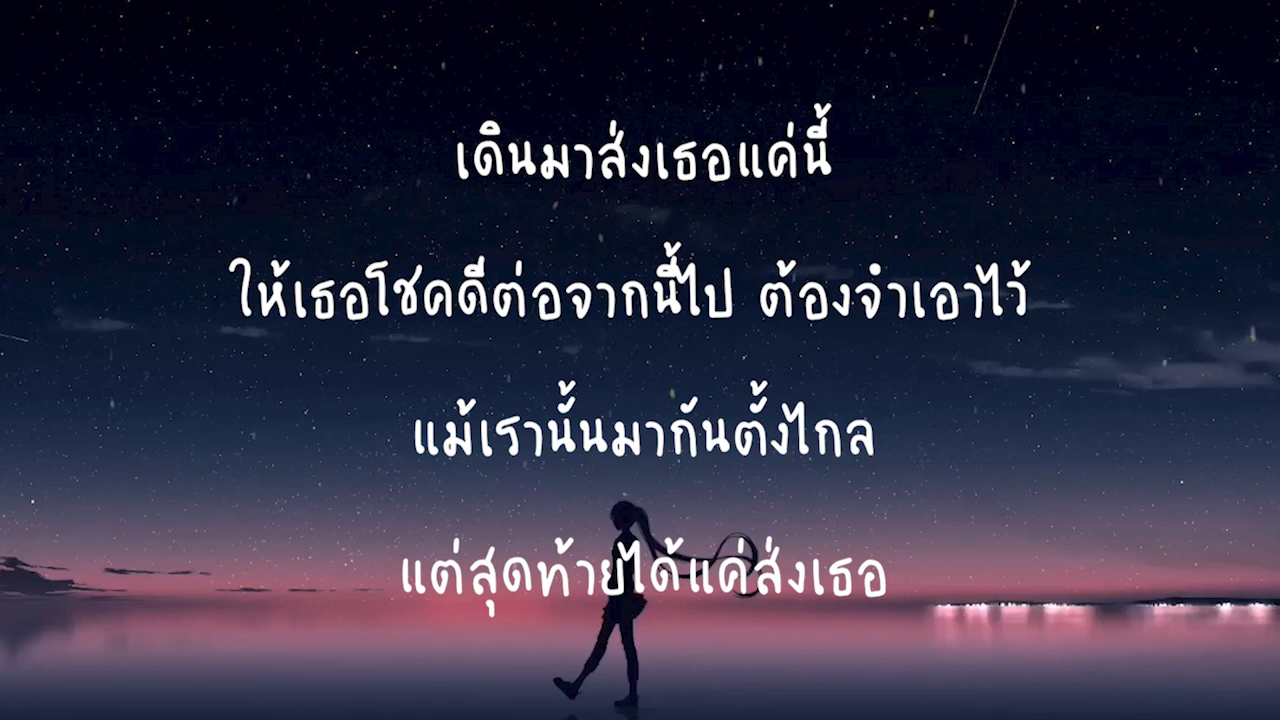 เดินมาส่งเธอแค่นี้
ให้เธอโชคดีต่อจากนี้ไป ต้องจำเอาไว้
แม้เรานั้นมากันตั้งไกล
แต่สุดท้ายได้แค่ส่งเธอ